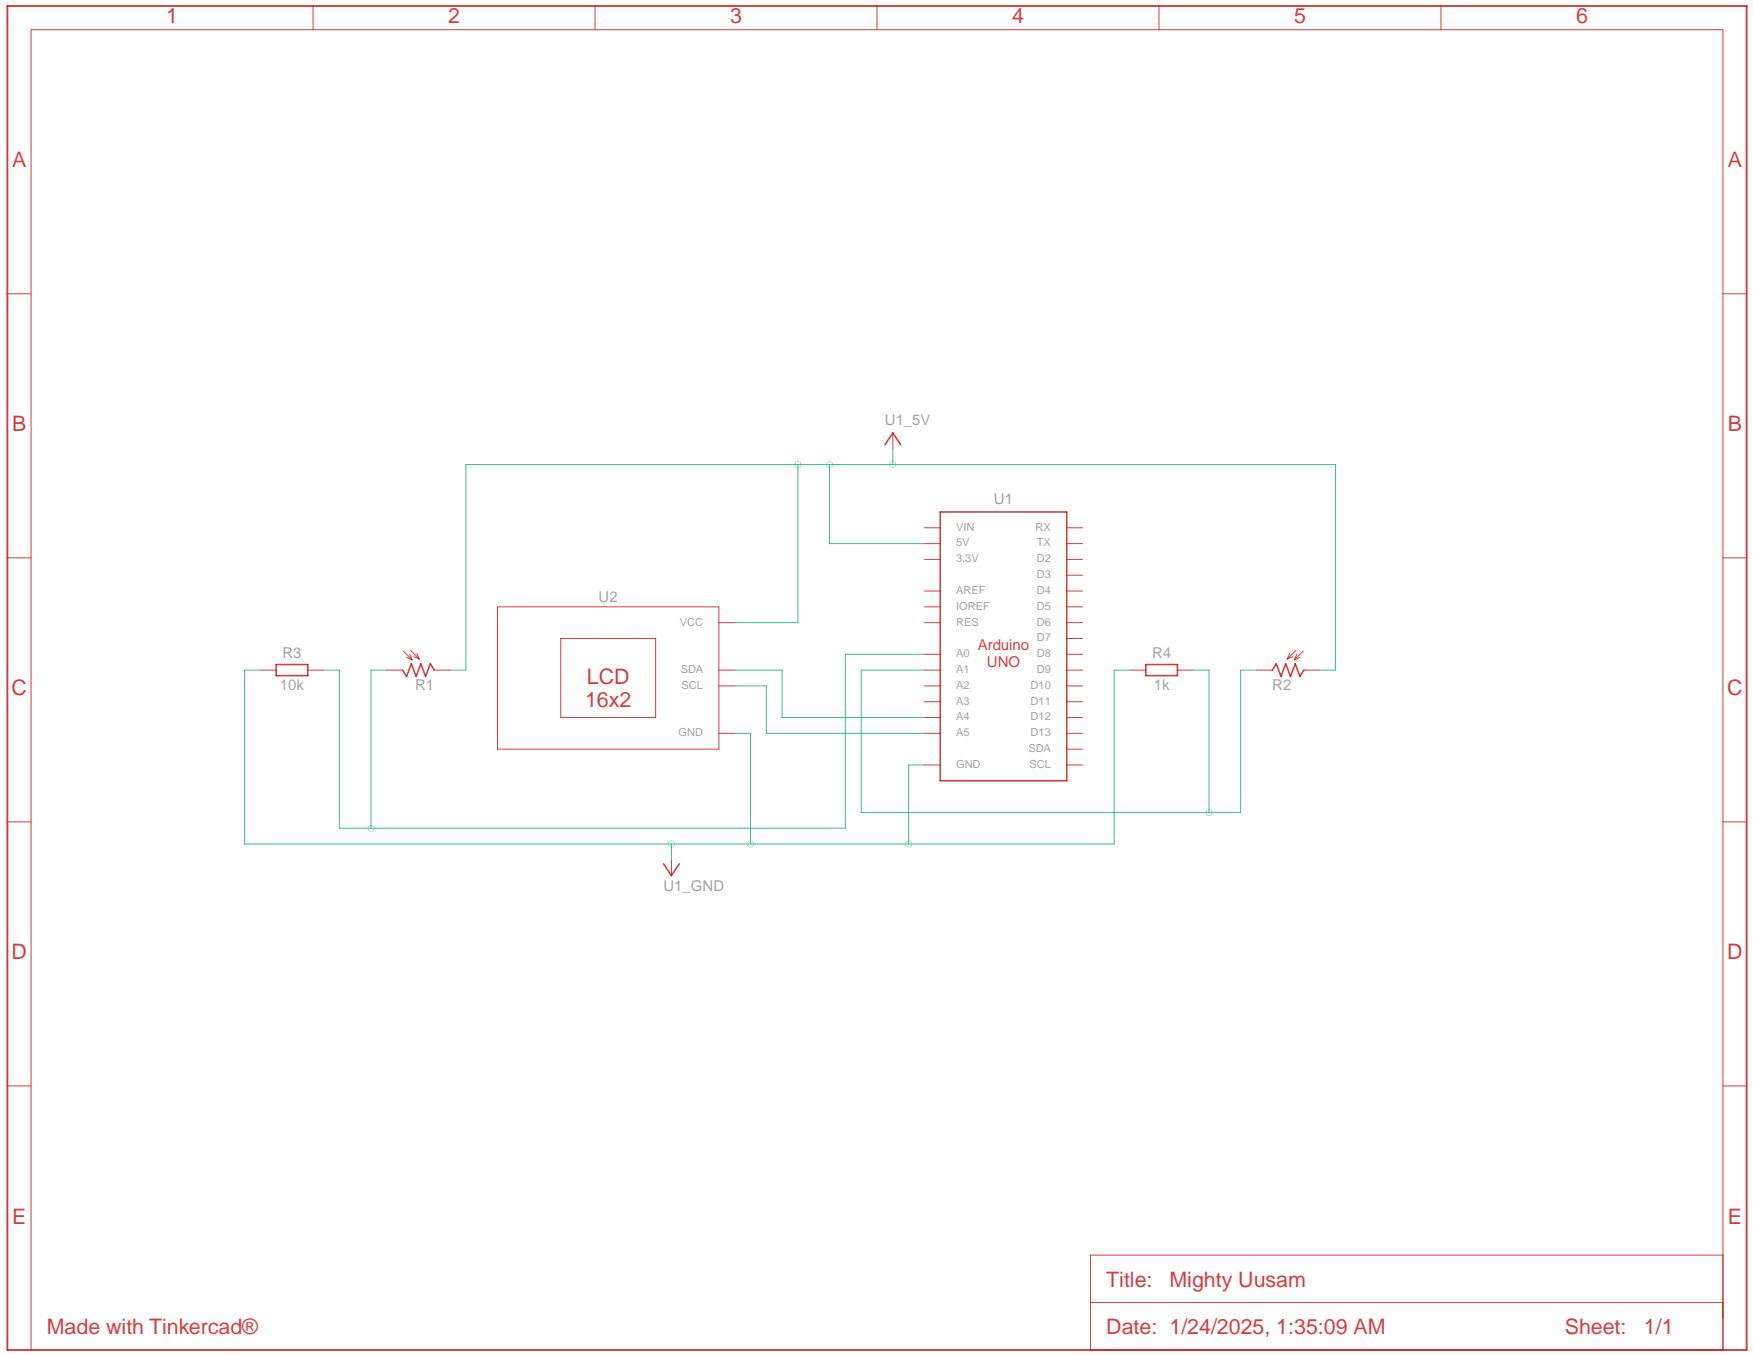 1 2 3 4 5 6
A A
B B
U1_5V
U1
VIN RX
5V TX
3.3V D2
D3
AREF D4
IOREF D5
RES D6
D7
A0 D8
A1 D9
A2 D10
A3 D11
A4 D12
A5 D13
SDA
GND SCL
Arduino
UNO
U2
VCC
SDA
SCL
GND
LCD
16x2
R3
10k
R1
R4
1k
R2
C C
U1_GND
D D
E E
Title: Mighty Uusam
Made with Tinkercad®
Date: 1/24/2025, 1:35:09 AM Sheet: 1/1